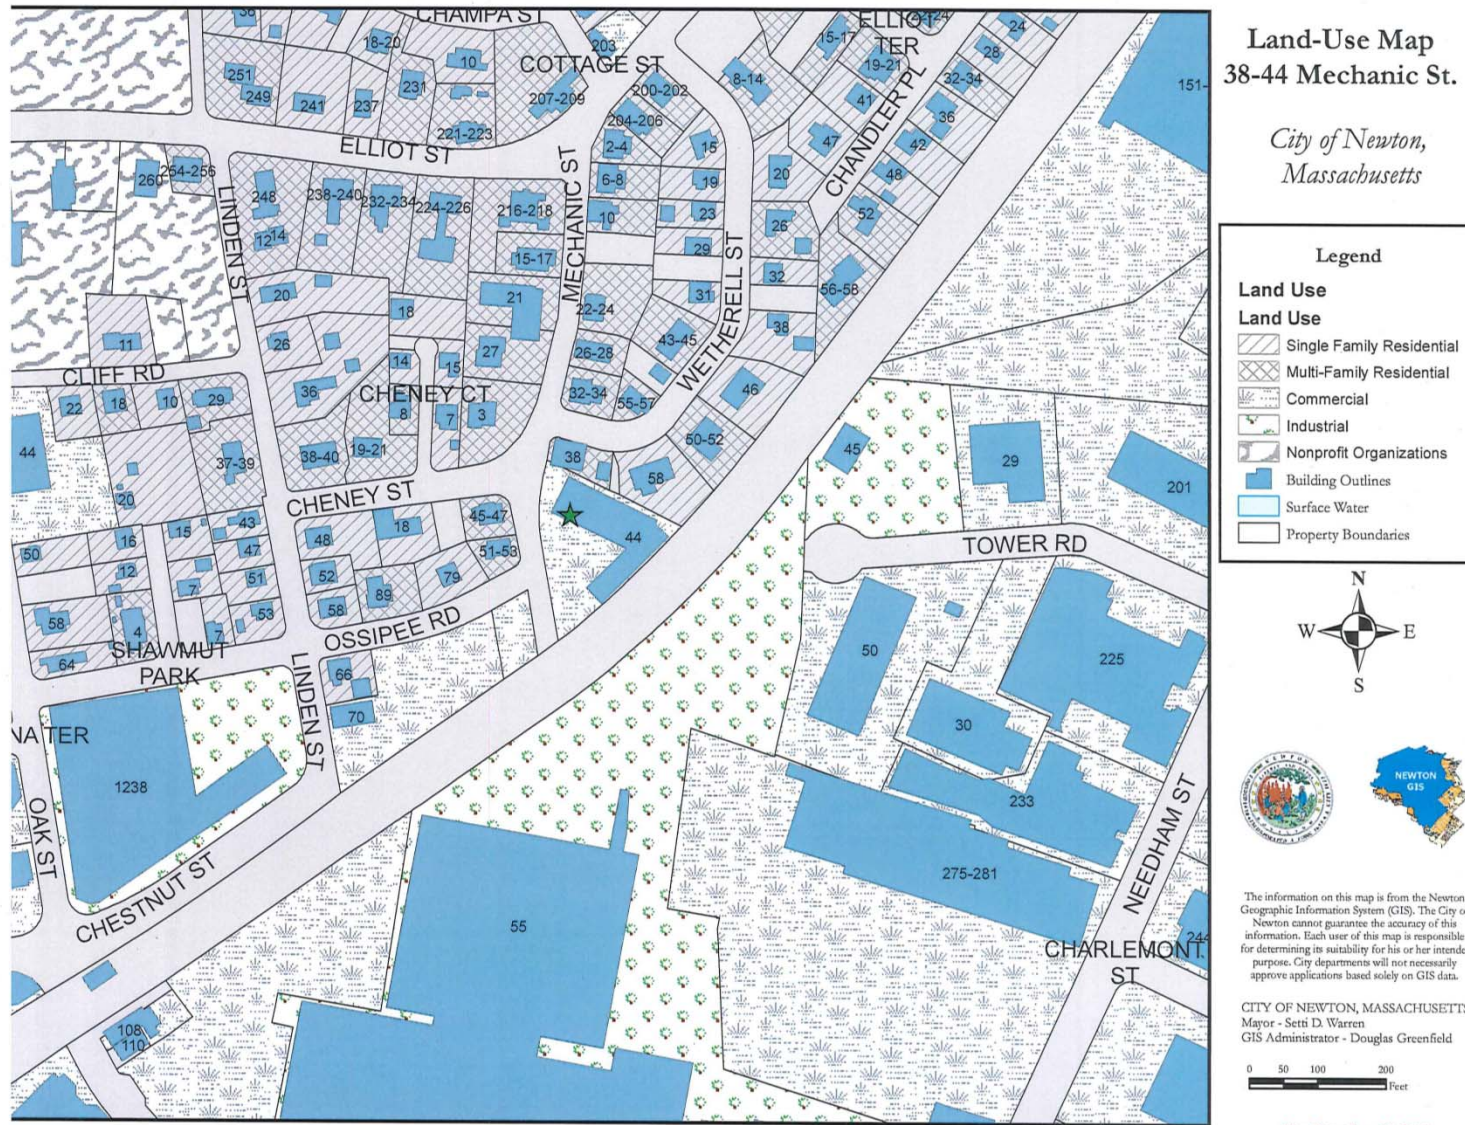 Land-Use Map
38-44 Mechanic St.
City of Newton,
Massachusetts
Legend
Land Use
Land Use
Single Family Residential
Multi-Family Residential
Commercial
Industrial
Nonprofit Organizations
Building Outlines
Surface Water
Property Boundaries
N
W E
S
NEWTON
GIS
The information on this map is from the Newton
Geographic Information System (GIS). The City o
Newton cannot guarantee the accuracy of this
information. Each user of this map is responsible
for determining its suitability for his or her intende
purpose. City departments will not necessarily
approve applications based solely on GIS data.
CITY OF NEWTON, MASSACHUSETTS
Mayor - Setti D. Warren
GIS Administrator - Douglas Greenfield
0 50 100 200
Feet
CHAMPA ST
ELLIOT
TER
COTTAGE ST
CHANDLER PL
ELLIOT ST
MECHANIC ST
LINDEN ST
WETHERELL ST
CLIFF RD
CHENEY CT
CHENEY ST
TOWER RD
OSSIPEE RD
SHAWMUT
PARK
LINDEN ST
NA TER
OAK ST
CHESTNUT ST
NEEDHAM ST
CHARLEMONT
ST
18-20
10
203
15-17
19-21
24
28
32-34
36
41
47
42
48
52
56-58
151-
251
249
241
237
231
221-223
207-209
200-202
204-206
8-14
2-4
6-8
10
15
19
23
29
31
20
26
32
38
260
254-256
248
238-240
232-234
224-226
216-218
15-17
12
14
20
18
21
22-24
26
36
14
15
27
26-28
32-34
43-45
55-57
46
50-52
58
11
22
18
10
29
44
37-39
20
38-40
19-21
8
7
3
38
44
45
29
201
50
16
12
15
43
47
51
53
7
7
58
4
64
48
18
45-47
51-53
52
79
58
89
66
70
50
225
30
233
275-281
244
1238
55
108
110